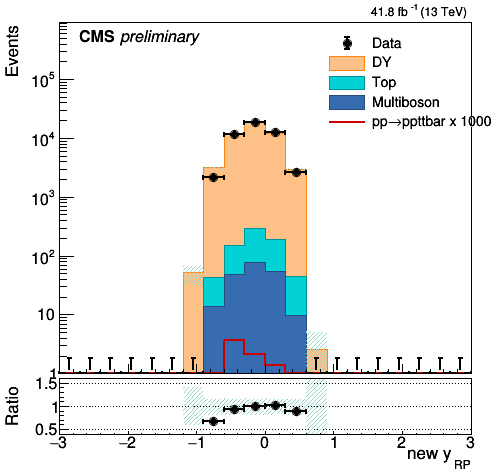 41.8 fb⁻¹ (13 TeV)
CMS preliminary
Events
Data
DY
Top
Multiboson
pp→ppttbar x 1000
10⁵
10⁴
10³
10²
10
1
Ratio
1.5
1
0.5
−3 −2 −1 0 1 2 3
new y_RP